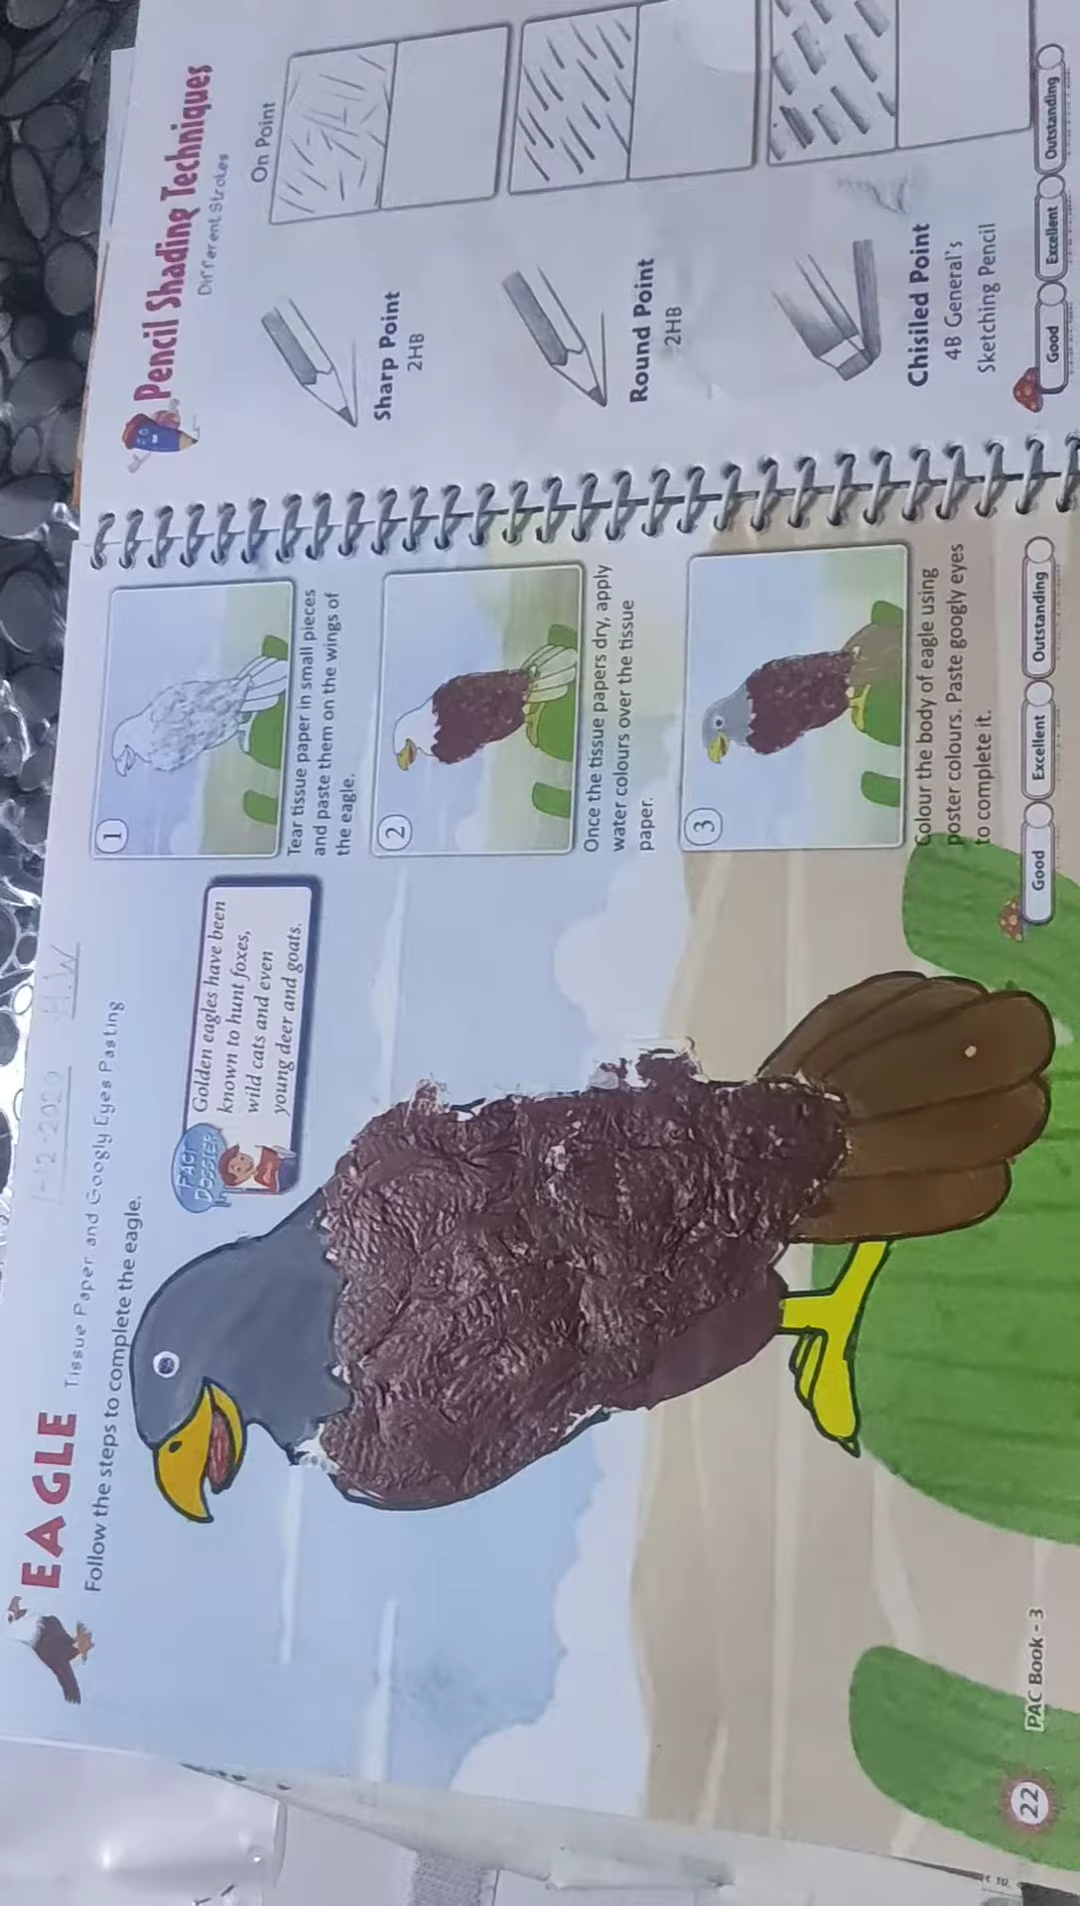 1-12-2020 H.W
EAGLE Tissue Paper and Googly Eyes Pasting
Follow the steps to complete the eagle.
FACT
DOSSIER
Golden eagles have been
known to hunt foxes,
wild cats and even
young deer and goats.
1
Tear tissue paper in small pieces
and paste them on the wings of
the eagle.
2
Once the tissue papers dry, apply
water colours over the tissue
paper.
3
Colour the body of eagle using
poster colours. Paste googly eyes
to complete it.
Good Excellent Outstanding
22 PAC Book - 3
Pencil Shading Techniques
Different Strokes
On Point
Sharp Point
2HB
Round Point
2HB
Chisiled Point
4B General's
Sketching Pencil
Good Excellent Outstanding